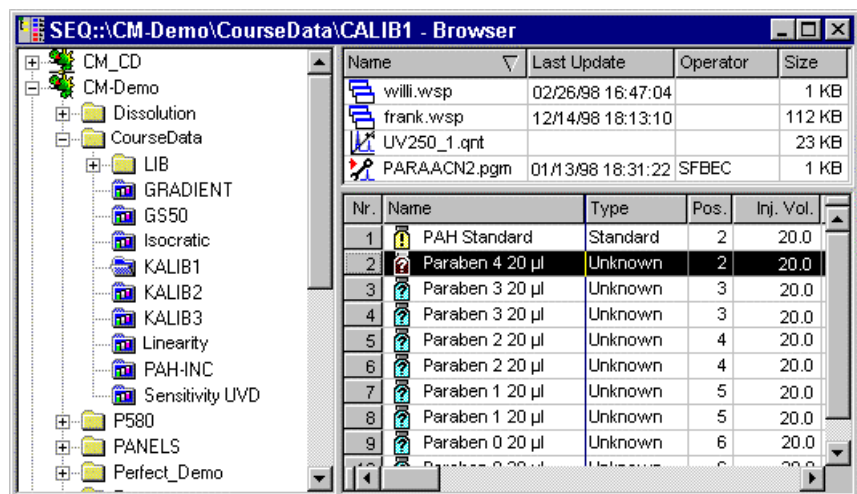 SEQ::\CM-Demo\CourseData\CALIB1 - Browser
CM_CD
CM-Demo
Dissolution
CourseData
LIB
GRADIENT
GS50
Isocratic
KALIB1
KALIB2
KALIB3
Linearity
PAH-INC
Sensitivity UVD
P580
PANELS
Perfect_Demo
Name Last Update Operator Size
willi.wsp 02/26/98 16:47:04 1 KB
frank.wsp 12/14/98 18:13:10 112 KB
UV250_1.qnt 23 KB
PARAACN2.pgm 01/13/98 18:31:22 SFBEC 1 KB
Nr. Name Type Pos. Inj. Vol.
1 PAH Standard Standard 2 20.0
2 Paraben 4 20 µl Unknown 2 20.0
3 Paraben 3 20 µl Unknown 3 20.0
4 Paraben 3 20 µl Unknown 3 20.0
5 Paraben 2 20 µl Unknown 4 20.0
6 Paraben 2 20 µl Unknown 4 20.0
7 Paraben 1 20 µl Unknown 5 20.0
8 Paraben 1 20 µl Unknown 5 20.0
9 Paraben 0 20 µl Unknown 6 20.0